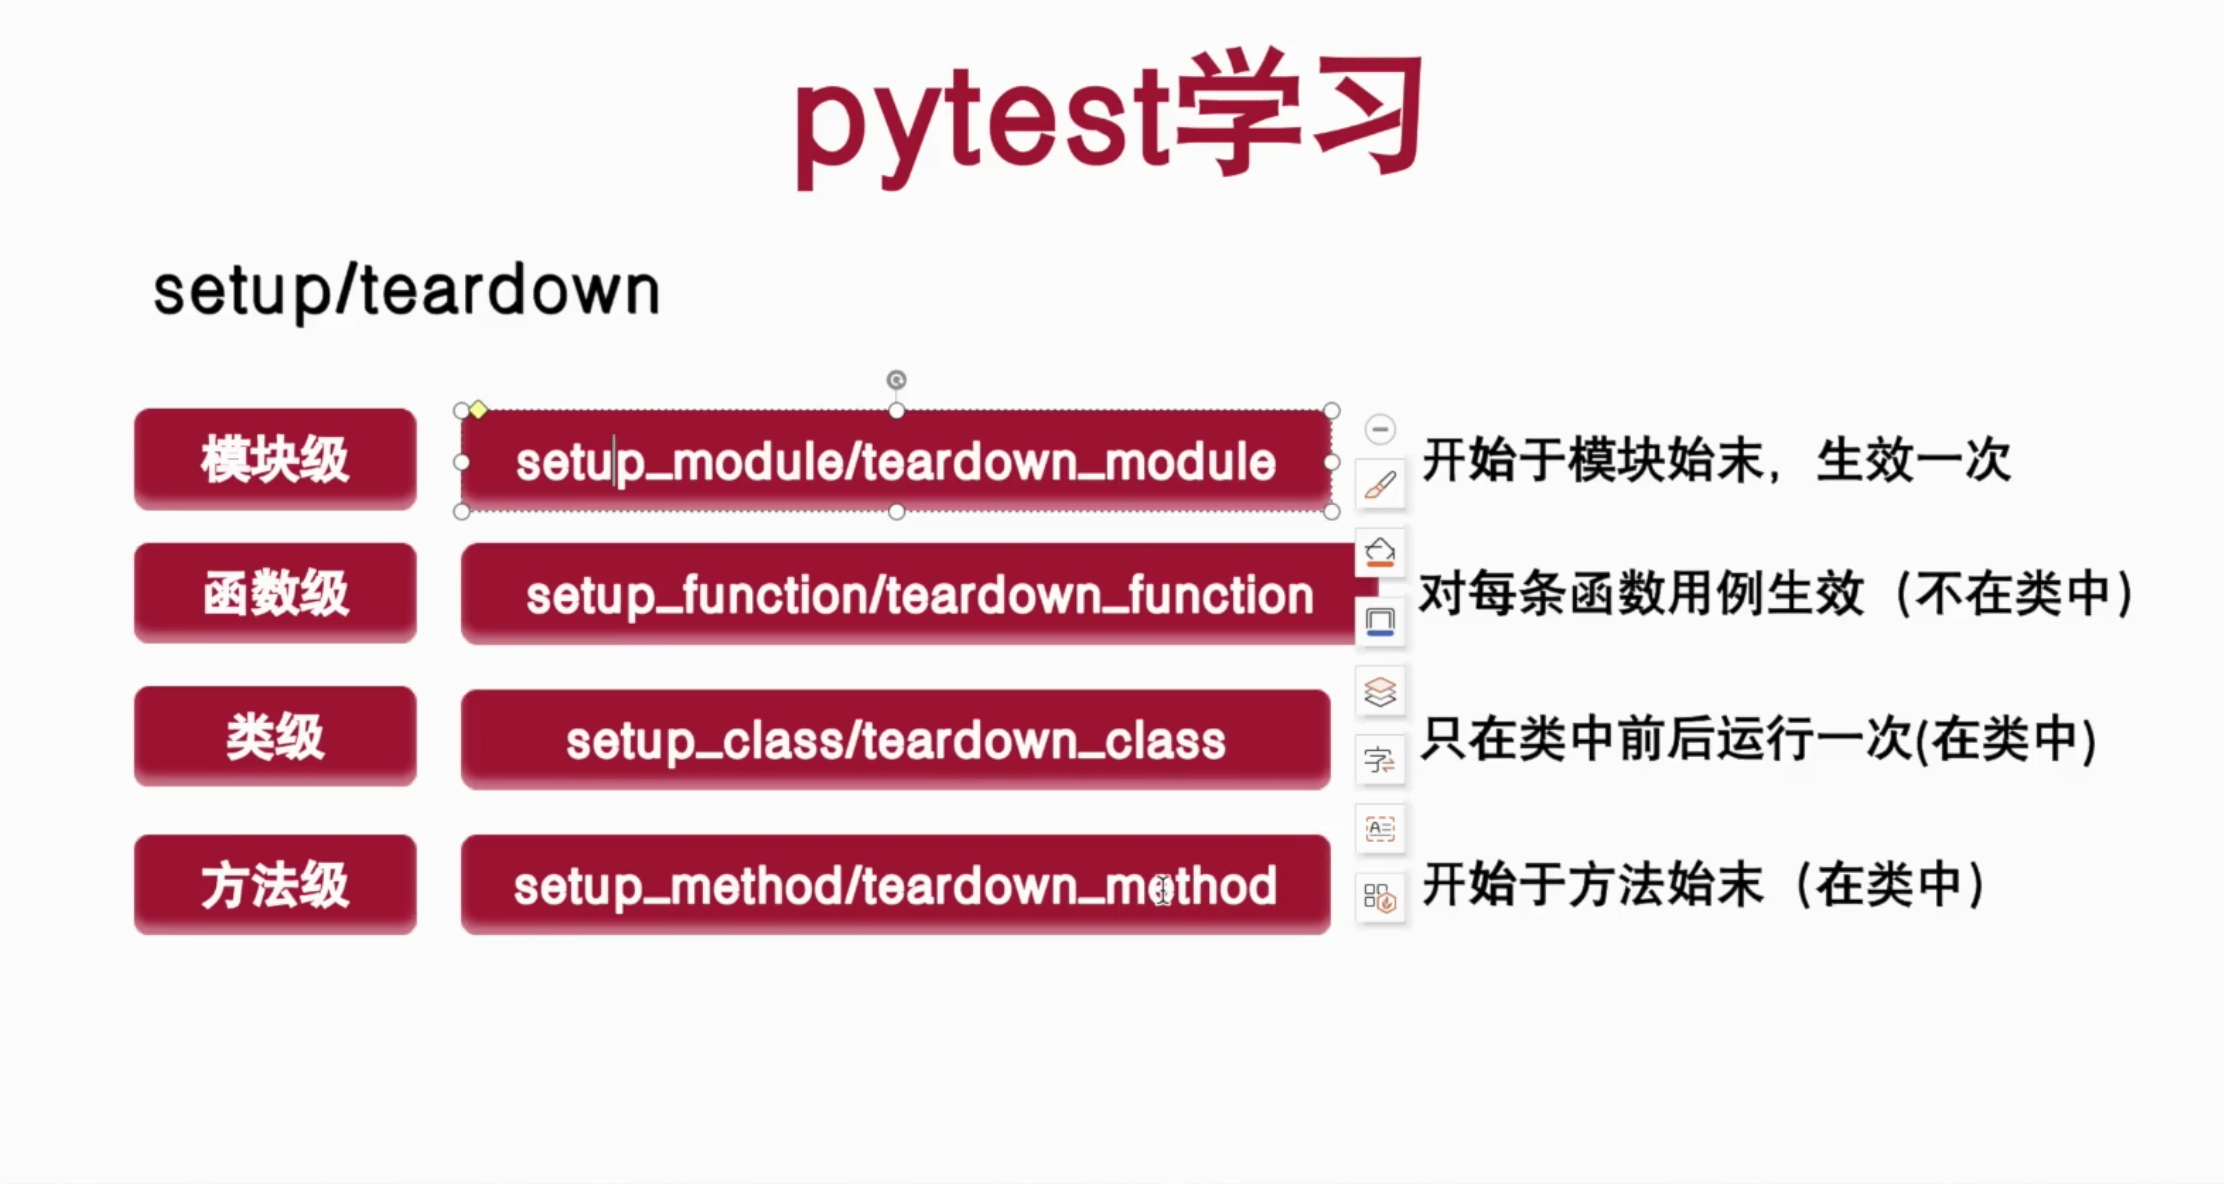 pytest学习
setup/teardown
模块级 setup_module/teardown_module 开始于模块始末，生效一次
函数级 setup_function/teardown_function 对每条函数用例生效（不在类中）
类级 setup_class/teardown_class 只在类中前后运行一次(在类中)
方法级 setup_method/teardown_method 开始于方法始末（在类中）